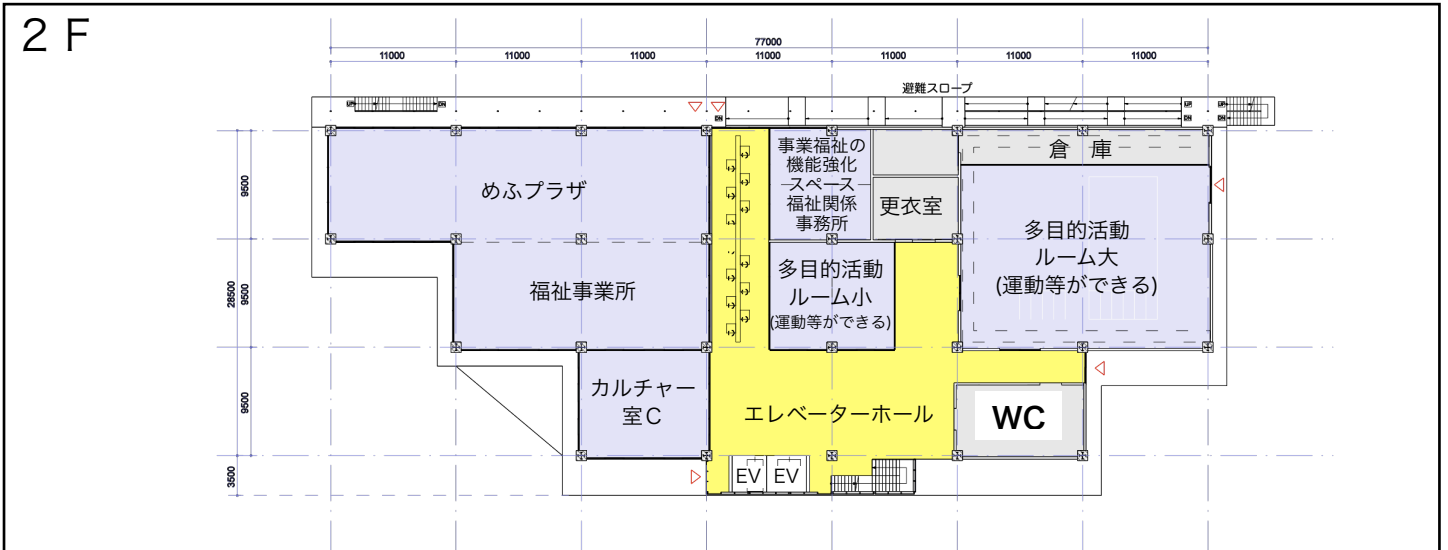 ２Ｆ
77000
11000 11000 11000 11000 11000 11000 11000
避難スロープ
UP
DN
DN
UP
DN
UP
DN
9500
9500
28500
9500
3500
めふプラザ
事業福祉の
機能強化
スペース
福祉関係
事務所
更衣室
倉 庫
多目的活動
ルーム大
(運動等ができる)
福祉事業所
多目的活動
ルーム小
(運動等ができる)
カルチャー
室Ｃ
エレベーターホール
WC
EV EV